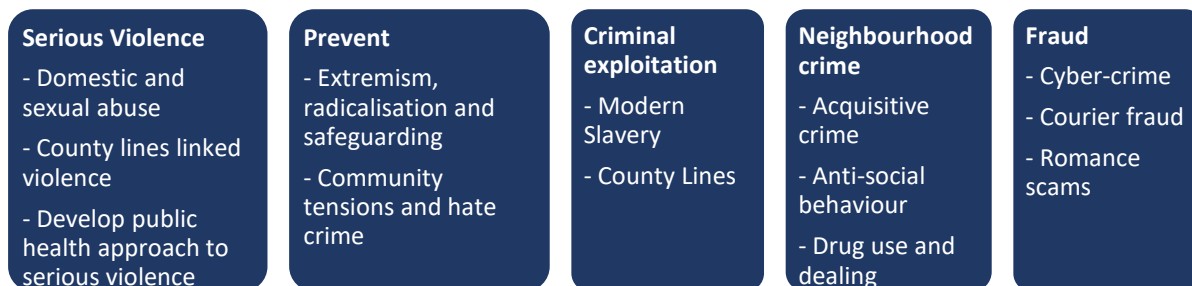 Serious Violence
- Domestic and
sexual abuse
- County lines linked
violence
- Develop public
health approach to
serious violence
Prevent
- Extremism,
radicalisation and
safeguarding
- Community
tensions and hate
crime
Criminal
exploitation
- Modern
Slavery
- County Lines
Neighbourhood
crime
- Acquisitive
crime
- Anti-social
behaviour
- Drug use and
dealing
Fraud
- Cyber-crime
- Courier fraud
- Romance
scams